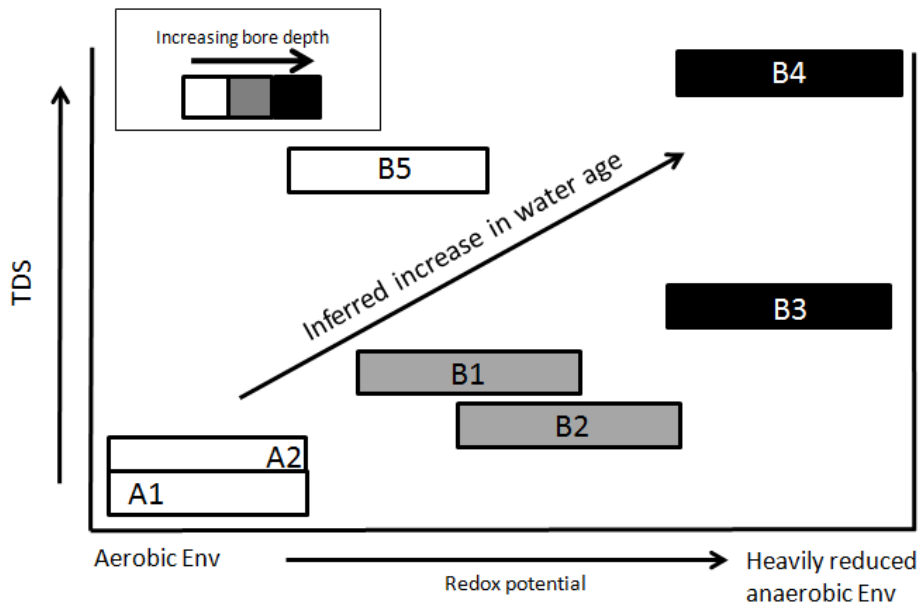 Increasing bore depth
B4
B5
Inferred increase in water age
TDS
B3
B1
B2
A2
A1
Aerobic Env
Redox potential
Heavily reduced
anaerobic Env